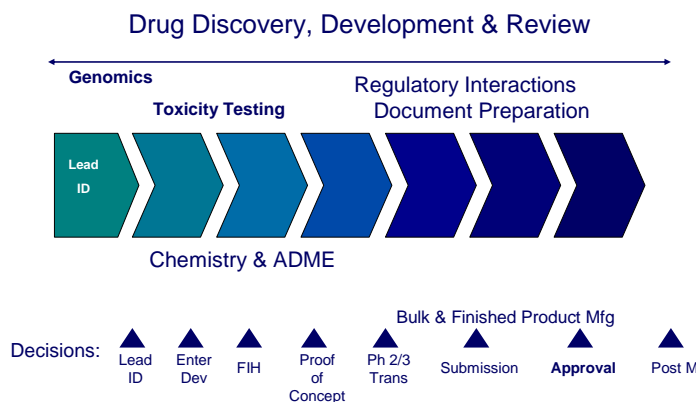 Drug Discovery, Development & Review
Genomics
Regulatory Interactions
Toxicity Testing
Document Preparation
Lead
ID
Chemistry & ADME
Bulk & Finished Product Mfg
Decisions:
Lead
ID
Enter
Dev
FIH
Proof
of
Concept
Ph 2/3
Trans
Submission
Approval
Post M